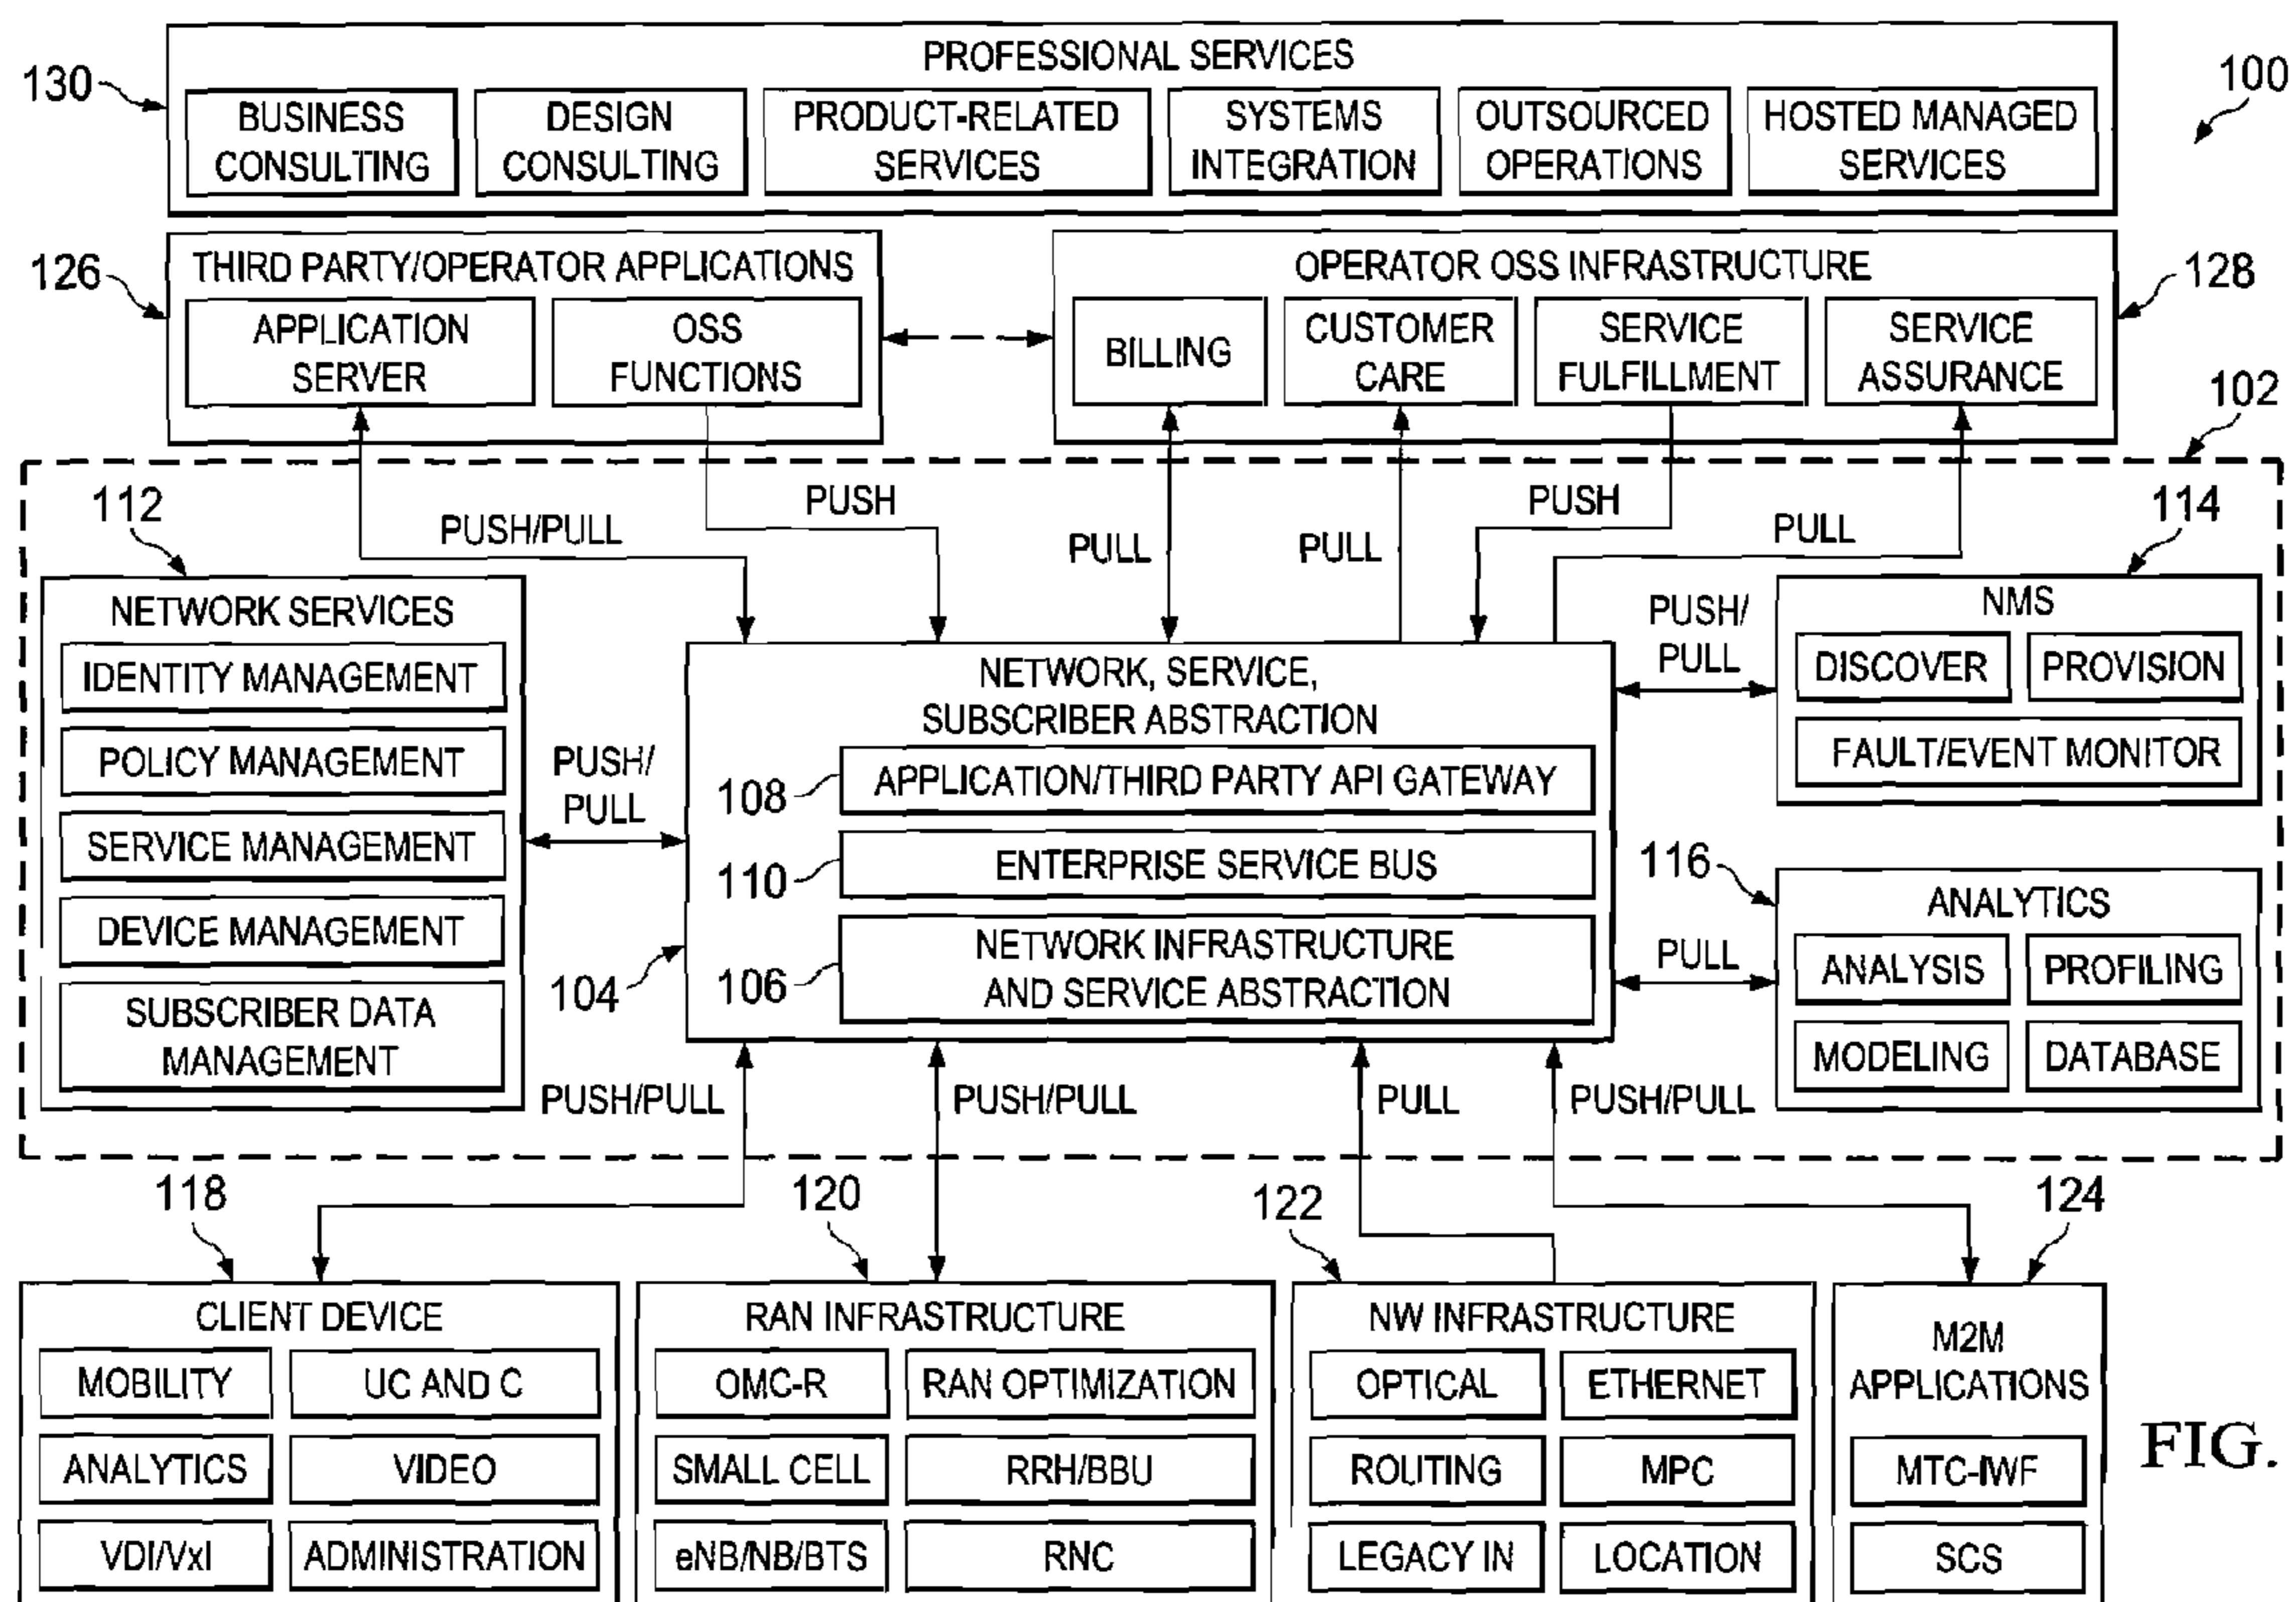 PROFESSIONAL SERVICES
130
100
BUSINESS
CONSULTING
DESIGN
CONSULTING
PRODUCT-RELATED
SERVICES
SYSTEMS
INTEGRATION
OUTSOURCED
OPERATIONS
HOSTED MANAGED
SERVICES
126
THIRD PARTY/OPERATOR APPLICATIONS
APPLICATION
SERVER
OSS
FUNCTIONS
OPERATOR OSS INFRASTRUCTURE
128
BILLING
CUSTOMER
CARE
SERVICE
FULFILLMENT
SERVICE
ASSURANCE
102
112
PUSH/PULL
PUSH
PULL
PULL
PUSH
PULL
114
NETWORK SERVICES
IDENTITY MANAGEMENT
POLICY MANAGEMENT
SERVICE MANAGEMENT
DEVICE MANAGEMENT
SUBSCRIBER DATA
MANAGEMENT
PUSH/
PULL
NETWORK, SERVICE,
SUBSCRIBER ABSTRACTION
108
APPLICATION/THIRD PARTY API GATEWAY
110
ENTERPRISE SERVICE BUS
104
106
NETWORK INFRASTRUCTURE
AND SERVICE ABSTRACTION
PUSH/
PULL
NMS
DISCOVER
PROVISION
FAULT/EVENT MONITOR
116
PULL
ANALYTICS
ANALYSIS
PROFILING
MODELING
DATABASE
PUSH/PULL
PUSH/PULL
PULL
PUSH/PULL
118
120
122
124
CLIENT DEVICE
MOBILITY
UC AND C
ANALYTICS
VIDEO
VDI/VxI
ADMINISTRATION
RAN INFRASTRUCTURE
OMC-R
RAN OPTIMIZATION
SMALL CELL
RRH/BBU
eNB/NB/BTS
RNC
NW INFRASTRUCTURE
OPTICAL
ETHERNET
ROUTING
MPC
LEGACY IN
LOCATION
M2M
APPLICATIONS
MTC-IWF
SCS
FIG.